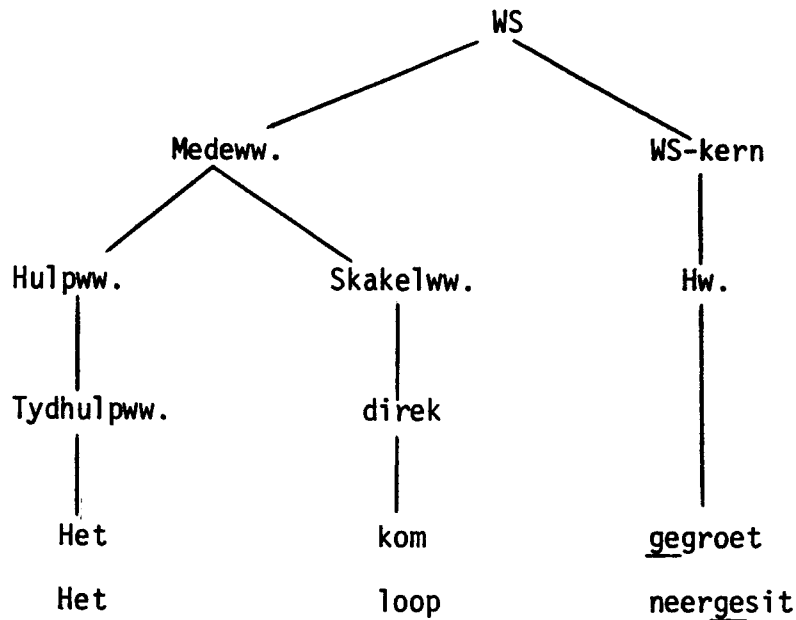 WS
Medeww. WS-kern
Hulpww. Skakelww. Hw.
Tydhulpww. direk
Het kom gegroet
Het loop neergesit